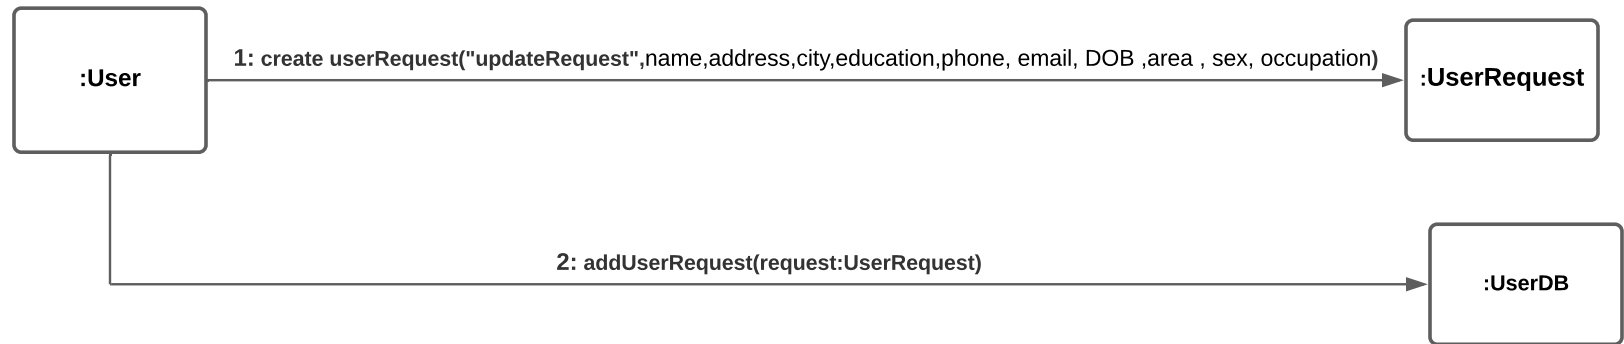 :User
1: create userRequest("updateRequest",name,address,city,education,phone, email, DOB ,area , sex, occupation)
:UserRequest
2: addUserRequest(request:UserRequest)
:UserDB